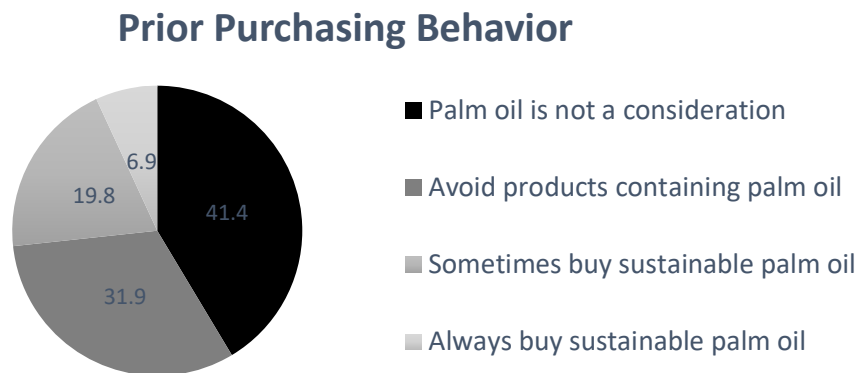 Prior Purchasing Behavior
6.9
19.8
41.4
31.9
Palm oil is not a consideration
Avoid products containing palm oil
Sometimes buy sustainable palm oil
Always buy sustainable palm oil